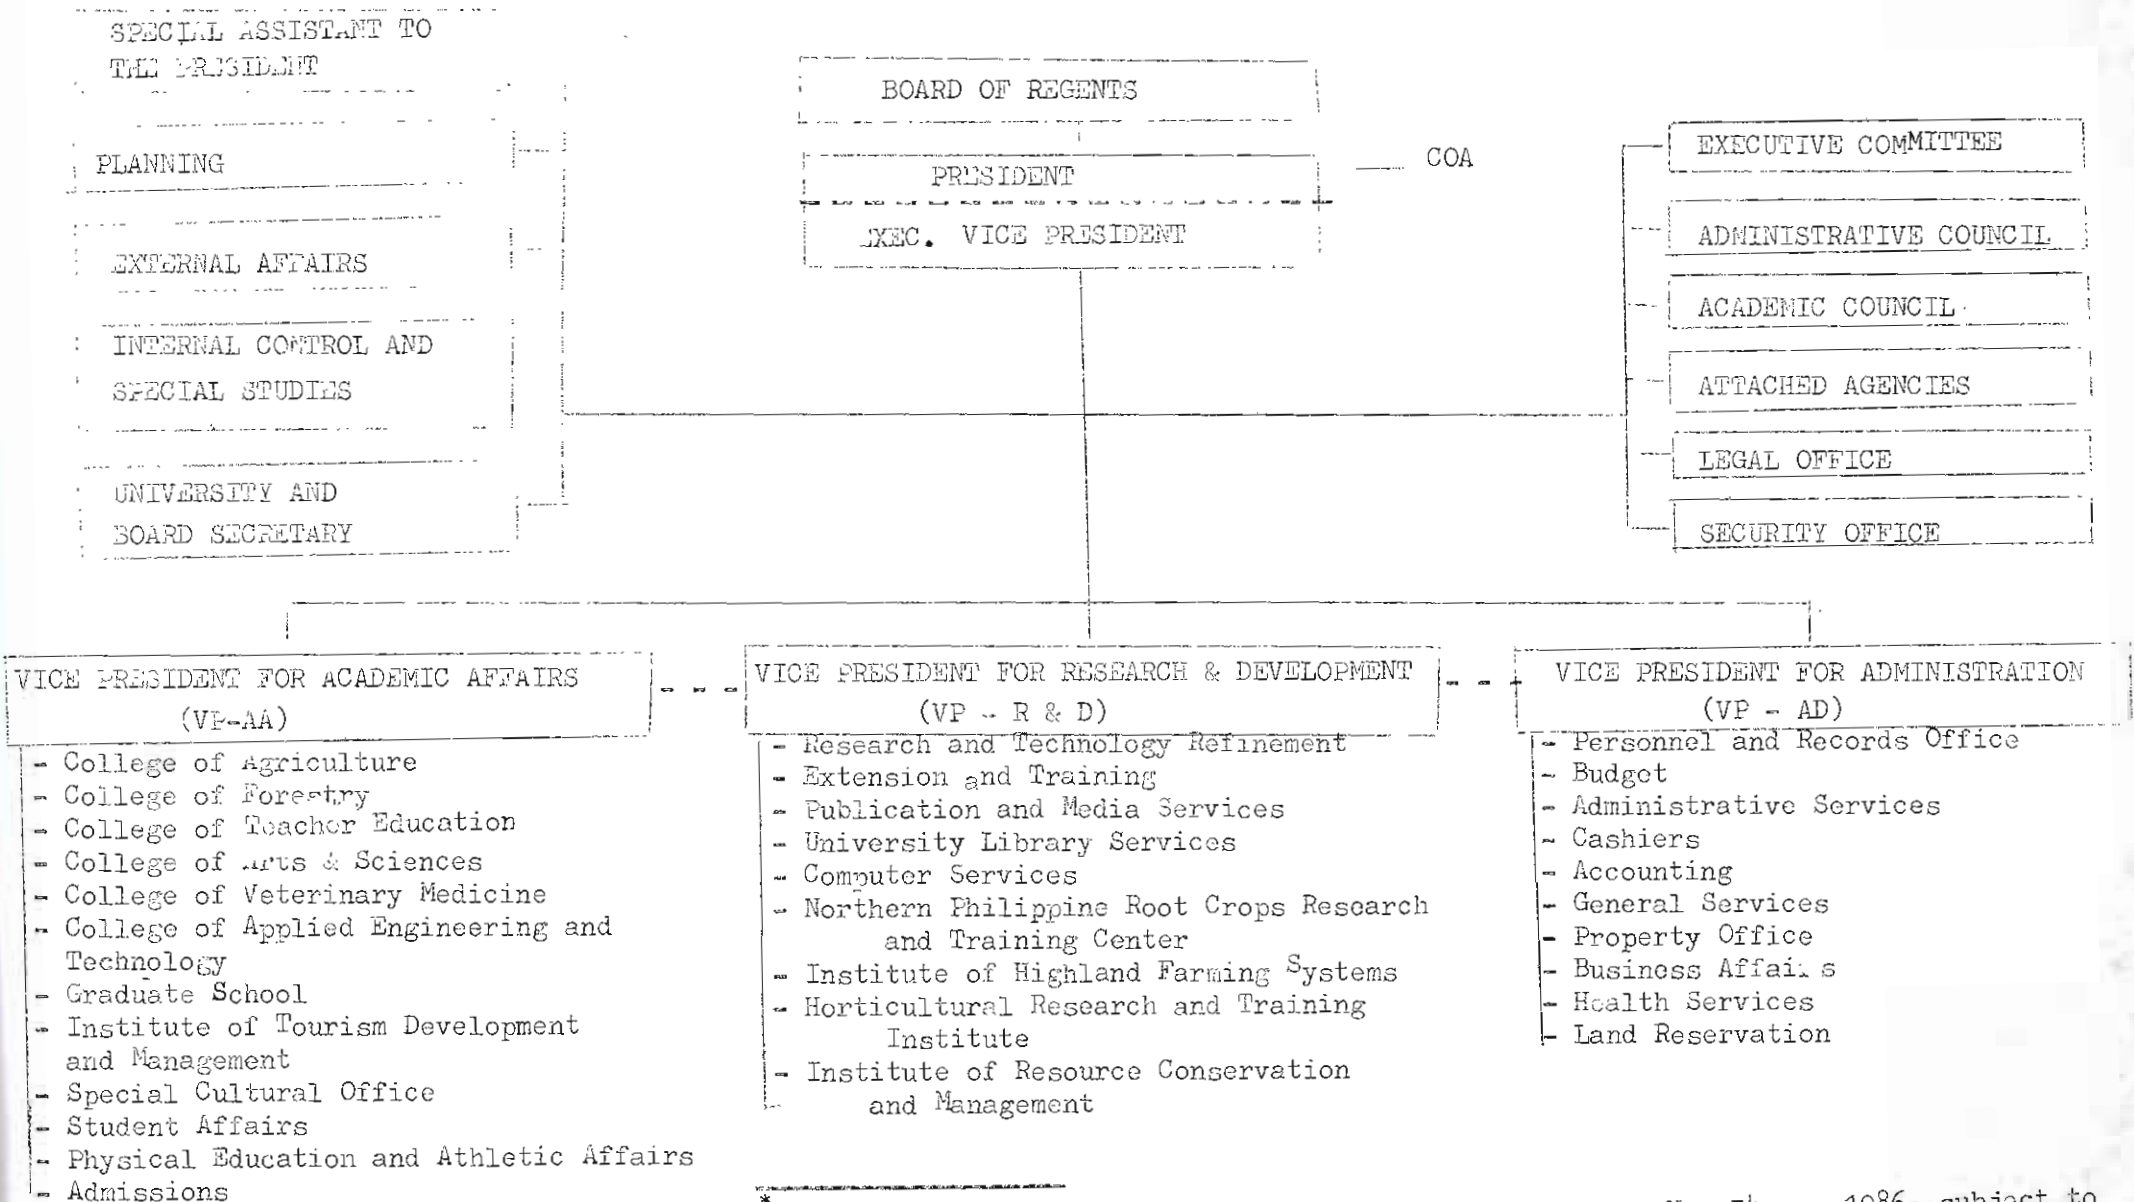 SPECIAL ASSISTANT TO
THE PRESIDENT
PLANNING
EXTERNAL AFFAIRS
INTERNAL CONTROL AND
SPECIAL STUDIES
UNIVERSITY AND
BOARD SECRETARY
BOARD OF REGENTS
PRESIDENT
EXEC. VICE PRESIDENT
COA
EXECUTIVE COMMITTEE
ADMINISTRATIVE COUNCIL
ACADEMIC COUNCIL
ATTACHED AGENCIES
LEGAL OFFICE
SECURITY OFFICE
VICE PRESIDENT FOR ACADEMIC AFFAIRS
(VP-AA)
- College of Agriculture
- College of Forestry
- College of Teacher Education
- College of Arts & Sciences
- College of Veterinary Medicine
- College of Applied Engineering and
Technology
- Graduate School
- Institute of Tourism Development
and Management
- Special Cultural Office
- Student Affairs
- Physical Education and Athletic Affairs
- Admissions
VICE PRESIDENT FOR RESEARCH & DEVELOPMENT
(VP - R & D)
- Research and Technology Refinement
- Extension and Training
- Publication and Media Services
- University Library Services
- Computer Services
- Northern Philippine Root Crops Research
and Training Center
- Institute of Highland Farming Systems
- Horticultural Research and Training
Institute
- Institute of Resource Conservation
and Management
VICE PRESIDENT FOR ADMINISTRATION
(VP - AD)
- Personnel and Records Office
- Budget
- Administrative Services
- Cashiers
- Accounting
- General Services
- Property Office
- Business Affairs
- Health Services
- Land Reservation
*
1986, subject to